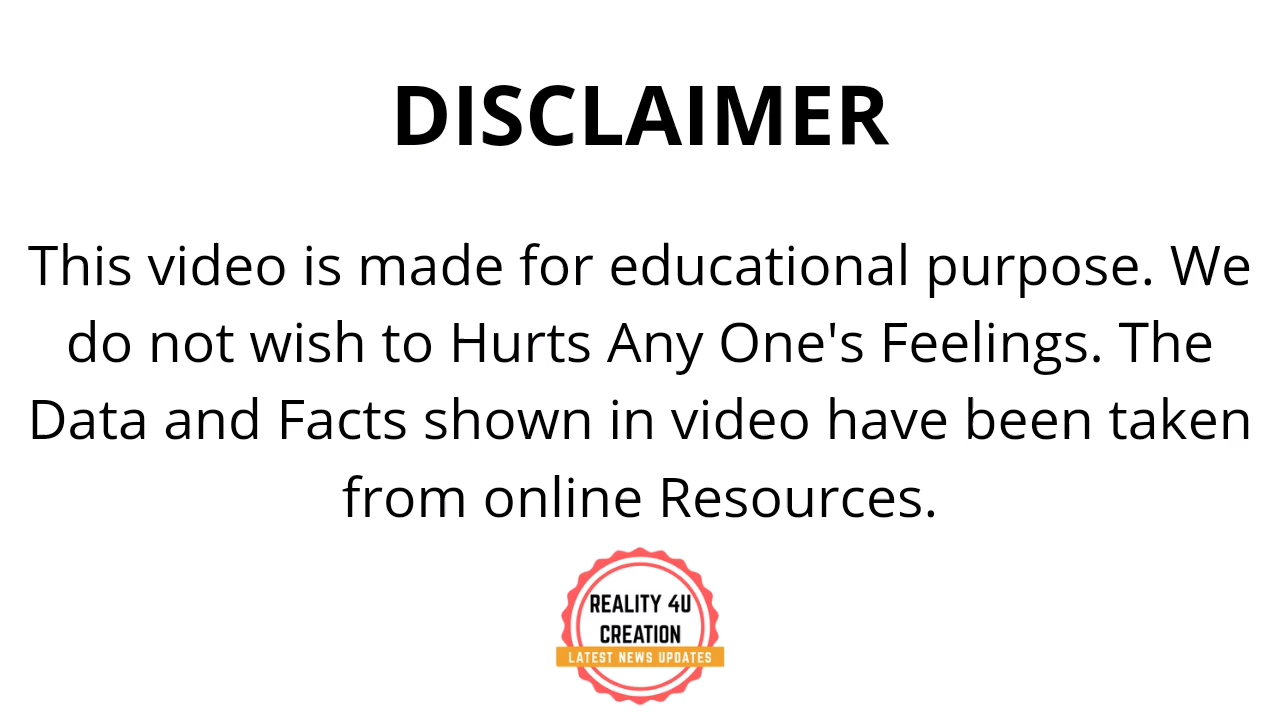 DISCLAIMER
This video is made for educational purpose. We
do not wish to Hurts Any One's Feelings. The
Data and Facts shown in video have been taken
from online Resources.
REALITY 4U
CREATION
LATEST NEWS UPDATES